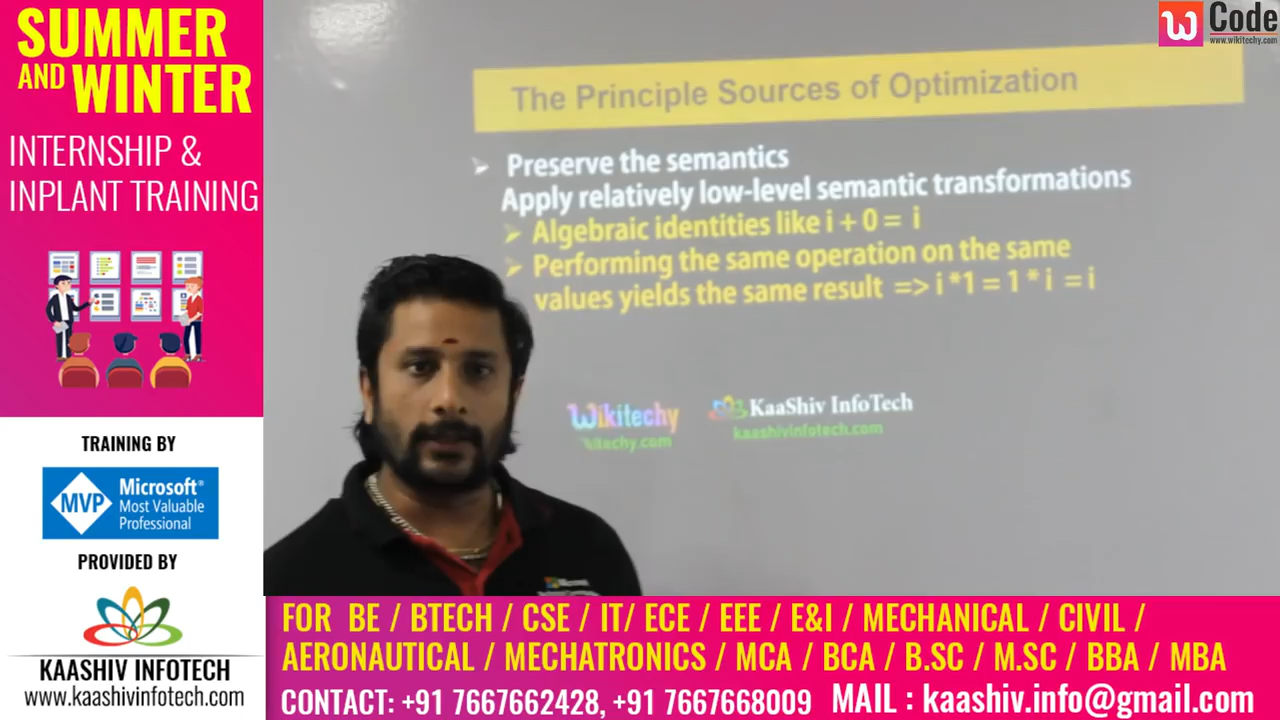 SUMMER
AND WINTER
INTERNSHIP &
INPLANT TRAINING
TRAINING BY
MVP
Microsoft®
Most Valuable
Professional
PROVIDED BY
KAASHIV INFOTECH
www.kaashivinfotech.com
W Code
www.wikitechy.com
The Principle Sources of Optimization
Preserve the semantics
Apply relatively low-level semantic transformations
Algebraic identities like i + 0 = i
Performing the same operation on the same
values yields the same result => i *1 = 1 * i = i
Wikitechy
KaaShiv InfoTech
kaashivinfotech.com
Microsoft
FOR BE / BTECH / CSE / IT/ ECE / EEE / E&I / MECHANICAL / CIVIL /
AERONAUTICAL / MECHATRONICS / MCA / BCA / B.SC / M.SC / BBA / MBA
CONTACT: +91 7667662428, +91 7667668009 MAIL : kaashiv.info@gmail.com